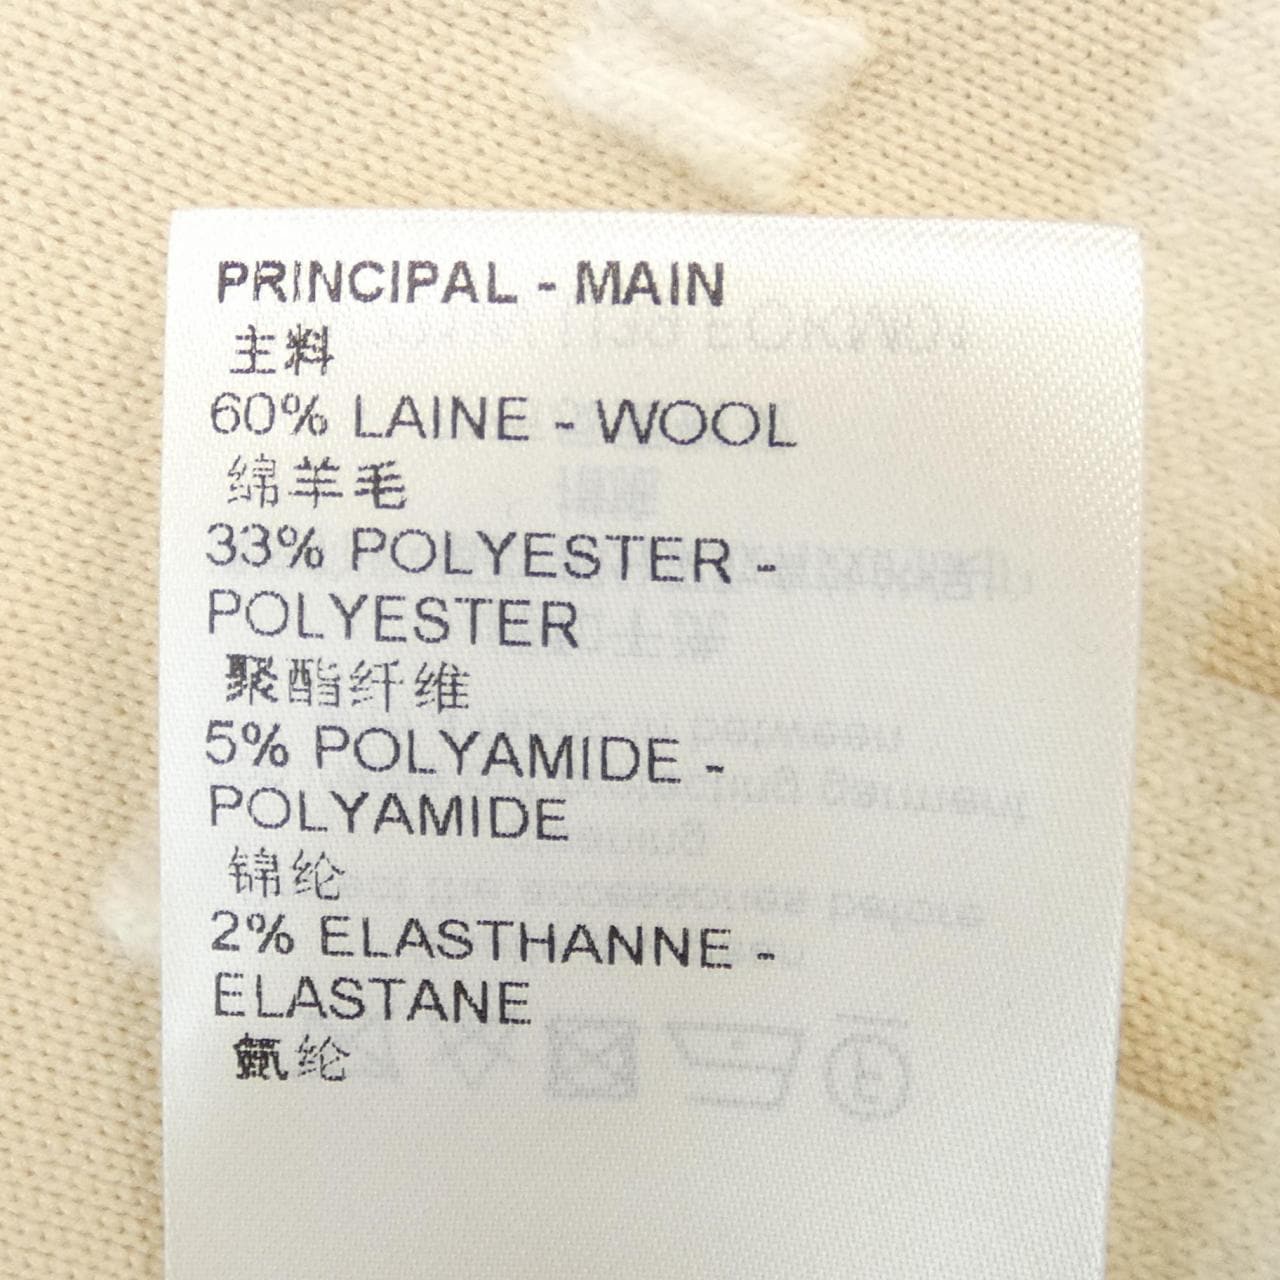 PRINCIPAL - MAIN
主料
60% LAINE - WOOL
绵羊毛
33% POLYESTER -
POLYESTER
聚酯纤维
5% POLYAMIDE -
POLYAMIDE
锦纶
2% ELASTHANNE -
ELASTANE
氨纶